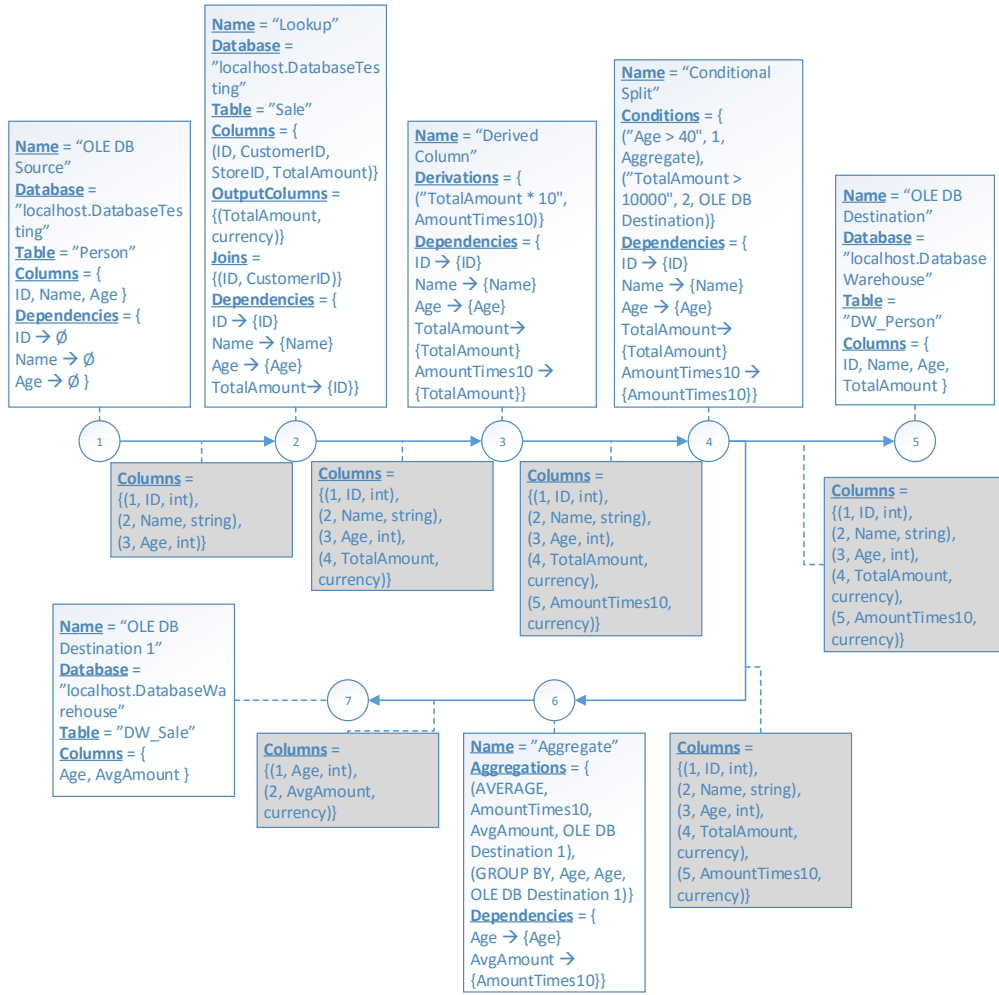 Name = "OLE DB
Source"
Database =
"localhost.DatabaseTes
ting"
Table = "Person"
Columns = {
ID, Name, Age }
Dependencies = {
ID → Ø
Name → Ø
Age → Ø }
Name = "Lookup"
Database =
"localhost.DatabaseTes
ting"
Table = "Sale"
Columns = {
(ID, CustomerID,
StoreID, TotalAmount)}
OutputColumns =
{(TotalAmount,
currency)}
Joins =
{(ID, CustomerID)}
Dependencies = {
ID → {ID}
Name → {Name}
Age → {Age}
TotalAmount→ {ID}}
Name = "Derived
Column"
Derivations = {
("TotalAmount * 10",
AmountTimes10)}
Dependencies = {
ID → {ID}
Name → {Name}
Age → {Age}
TotalAmount→
{TotalAmount}
AmountTimes10 →
{TotalAmount}}
Name = "Conditional
Split"
Conditions = {
("Age > 40", 1,
Aggregate),
("TotalAmount >
10000", 2, OLE DB
Destination)}
Dependencies = {
ID → {ID}
Name → {Name}
Age → {Age}
TotalAmount→
{TotalAmount}
AmountTimes10 →
{AmountTimes10}}
Name = "OLE DB
Destination"
Database =
"localhost.Database
Warehouse"
Table =
"DW_Person"
Columns = {
ID, Name, Age,
TotalAmount }
1
2
3
4
5
Columns =
{(1, ID, int),
(2, Name, string),
(3, Age, int)}
Columns =
{(1, ID, int),
(2, Name, string),
(3, Age, int),
(4, TotalAmount,
currency)}
Columns =
{(1, ID, int),
(2, Name, string),
(3, Age, int),
(4, TotalAmount,
currency),
(5, AmountTimes10,
currency)}
Columns =
{(1, ID, int),
(2, Name, string),
(3, Age, int),
(4, TotalAmount,
currency),
(5, AmountTimes10,
currency)}
Name = "OLE DB
Destination 1"
Database =
"localhost.DatabaseWa
rehouse"
Table = "DW_Sale"
Columns = {
Age, AvgAmount }
7
6
Columns =
{(1, Age, int),
(2, AvgAmount,
currency)}
Name = "Aggregate"
Aggregations = {
(AVERAGE,
AmountTimes10,
AvgAmount, OLE DB
Destination 1),
(GROUP BY, Age, Age,
OLE DB Destination 1)}
Dependencies = {
Age → {Age}
AvgAmount →
{AmountTimes10}}
Columns =
{(1, ID, int),
(2, Name, string),
(3, Age, int),
(4, TotalAmount,
currency),
(5, AmountTimes10,
currency)}